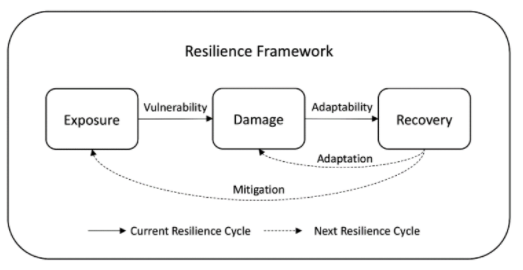 Resilience Framework
Vulnerability
Adaptability
Exposure
Damage
Recovery
Adaptation
Mitigation
Current Resilience Cycle
Next Resilience Cycle